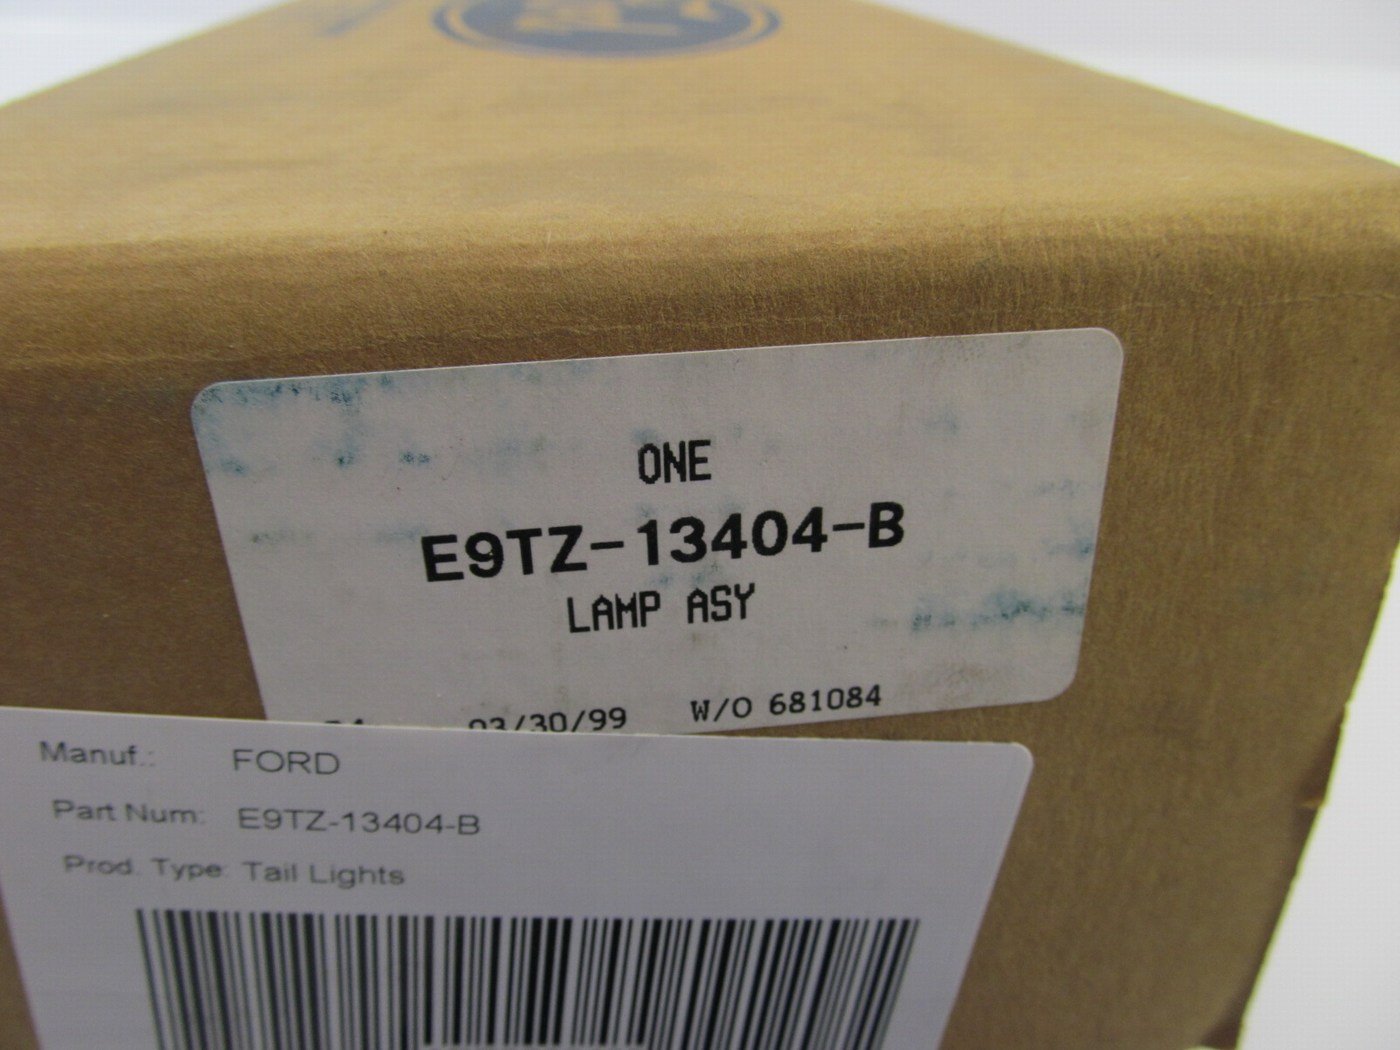 ONE
E9TZ-13404-B
LAMP ASY
03/30/99 W/O 681084
Manuf.: FORD
Part Num: E9TZ-13404-B
Prod. Type: Tail Lights